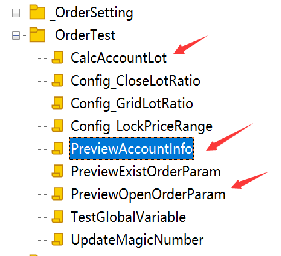 _OrderSetting
OrderTest
CalcAccountLot
Config_CloseLotRatio
Config_GridLotRatio
Config_LockPriceRange
PreviewAccountInfo
PreviewExistOrderParam
PreviewOpenOrderParam
TestGlobalVariable
UpdateMagicNumber